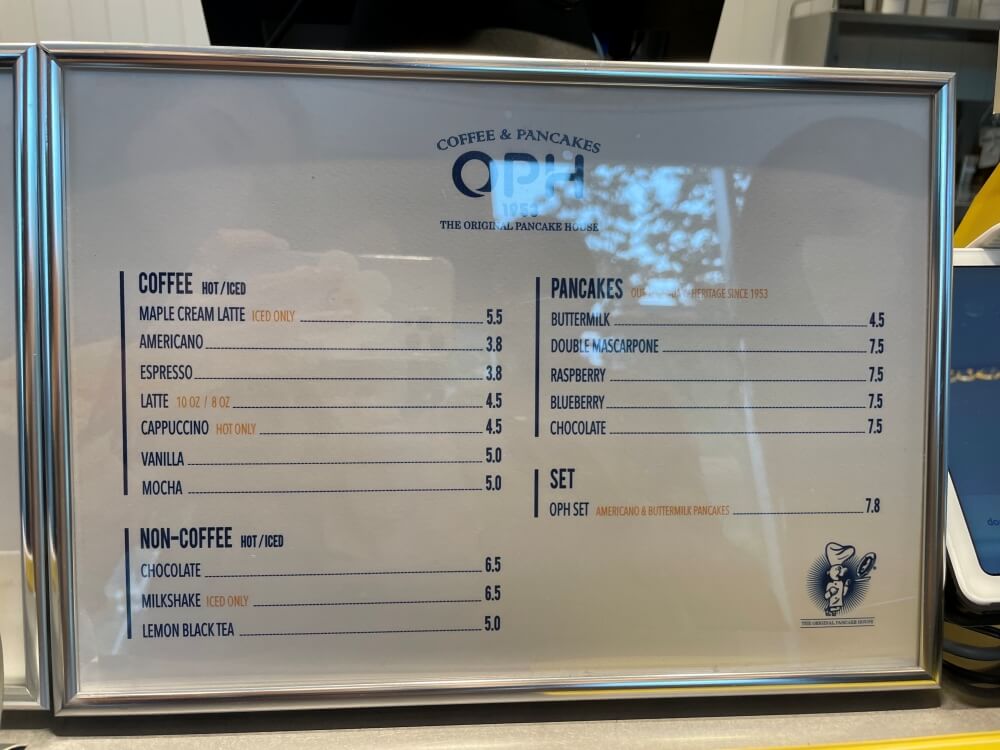 COFFEE & PANCAKES
OPH
1953
THE ORIGINAL PANCAKE HOUSE
COFFEE HOT/ICED
MAPLE CREAM LATTE ICED ONLY 5.5
AMERICANO 3.8
ESPRESSO 3.8
LATTE 10 OZ / 8 OZ 4.5
CAPPUCCINO HOT ONLY 4.5
VANILLA 5.0
MOCHA 5.0
NON-COFFEE HOT/ICED
CHOCOLATE 6.5
MILKSHAKE ICED ONLY 6.5
LEMON BLACK TEA 5.0
PANCAKES HERITAGE SINCE 1953
BUTTERMILK 4.5
DOUBLE MASCARPONE 7.5
RASPBERRY 7.5
BLUEBERRY 7.5
CHOCOLATE 7.5
SET
OPH SET AMERICANO & BUTTERMILK PANCAKES 7.8
THE ORIGINAL PANCAKE HOUSE